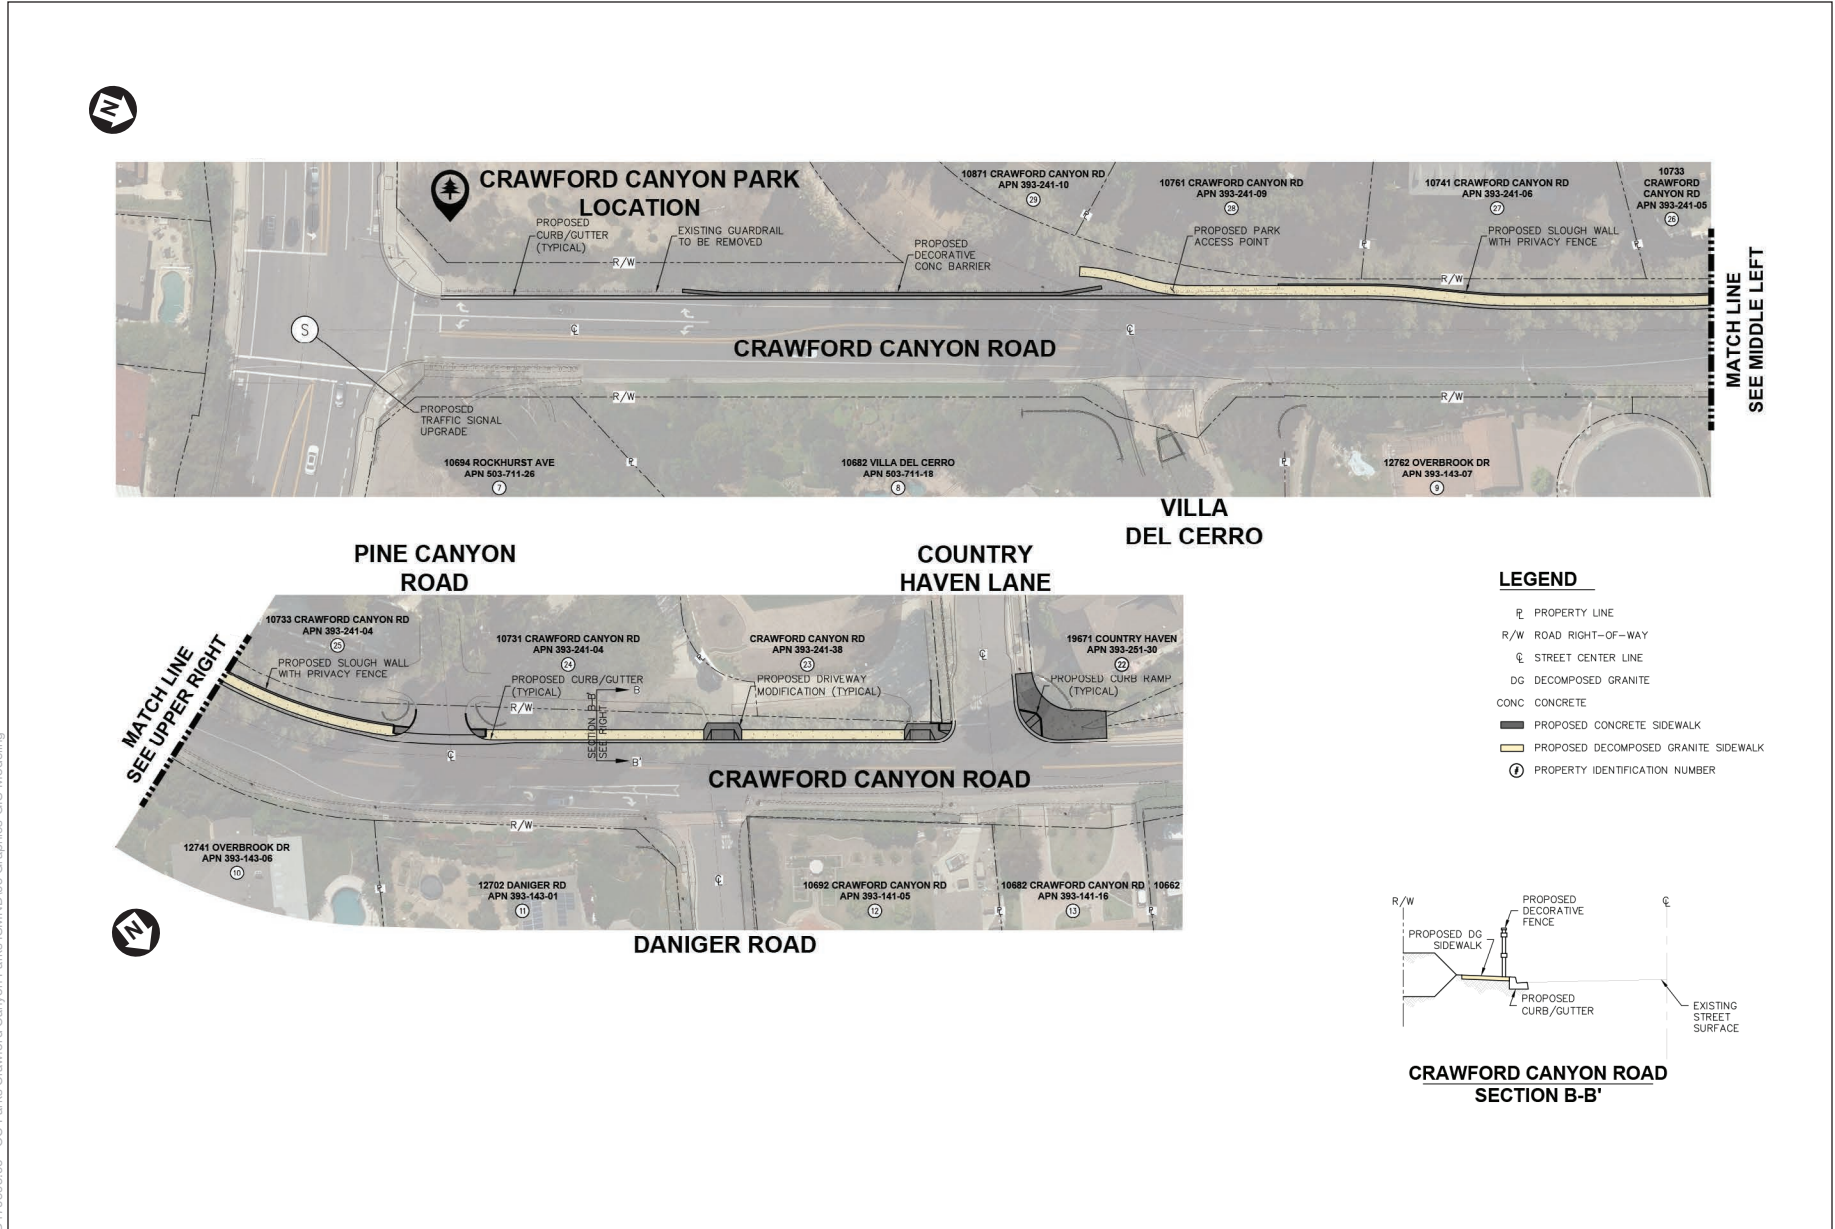 N
CRAWFORD CANYON PARK
LOCATION
PROPOSED
CURB/GUTTER
(TYPICAL)
EXISTING GUARDRAIL
TO BE REMOVED
PROPOSED
DECORATIVE
CONC BARRIER
R/W
10871 CRAWFORD CANYON RD
APN 393-241-10
29
10761 CRAWFORD CANYON RD
APN 393-241-09
28
PROPOSED PARK
ACCESS POINT
10741 CRAWFORD CANYON RD
APN 393-241-06
27
PROPOSED SLOUGH WALL
WITH PRIVACY FENCE
R/W
10733
CRAWFORD
CANYON RD
APN 393-241-05
26
MATCH LINE
SEE MIDDLE LEFT
S
CRAWFORD CANYON ROAD
PROPOSED
TRAFFIC SIGNAL
UPGRADE
R/W
R/W
10694 ROCKHURST AVE
APN 503-711-26
7
10682 VILLA DEL CERRO
APN 503-711-18
8
12762 OVERBROOK DR
APN 393-143-07
9
VILLA
DEL CERRO
PINE CANYON
ROAD
COUNTRY
HAVEN LANE
MATCH LINE
SEE UPPER RIGHT
10733 CRAWFORD CANYON RD
APN 393-241-04
25
PROPOSED SLOUGH WALL
WITH PRIVACY FENCE
10731 CRAWFORD CANYON RD
APN 393-241-04
24
PROPOSED CURB/GUTTER
(TYPICAL)
R/W
SECTION B-B'
SEE RIGHT
B
B'
CRAWFORD CANYON RD
APN 393-241-38
23
PROPOSED DRIVEWAY
MODIFICATION (TYPICAL)
19671 COUNTRY HAVEN
APN 393-251-30
22
PROPOSED CURB RAMP
(TYPICAL)
CRAWFORD CANYON ROAD
R/W
12741 OVERBROOK DR
APN 393-143-06
10
12702 DANIGER RD
APN 393-143-01
11
10692 CRAWFORD CANYON RD
APN 393-141-05
12
10682 CRAWFORD CANYON RD
APN 393-141-16
13
10662
N
DANIGER ROAD
LEGEND
PL PROPERTY LINE
R/W ROAD RIGHT-OF-WAY
CL STREET CENTER LINE
DG DECOMPOSED GRANITE
CONC CONCRETE
PROPOSED CONCRETE SIDEWALK
PROPOSED DECOMPOSED GRANITE SIDEWALK
# PROPERTY IDENTIFICATION NUMBER
R/W
CL
PROPOSED
DECORATIVE
FENCE
PROPOSED DG
SIDEWALK
PROPOSED
CURB/GUTTER
EXISTING
STREET
SURFACE
CRAWFORD CANYON ROAD
SECTION B-B'